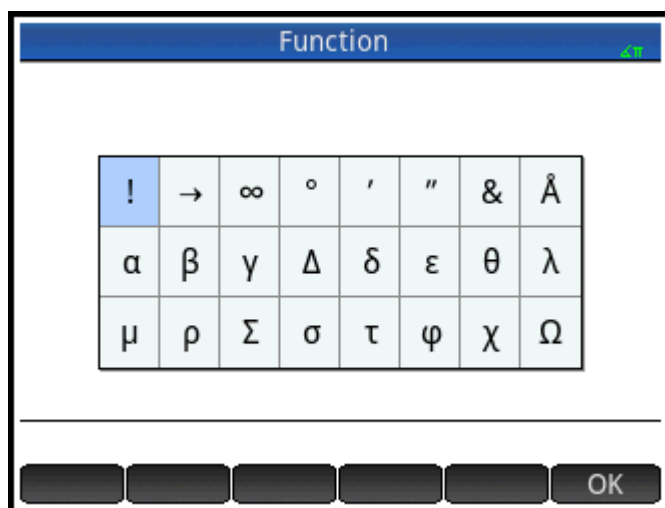 Function
∡π
! → ∞ ° ′ ″ & Å
α β γ Δ δ ε θ λ
μ ρ Σ σ τ φ χ Ω
OK